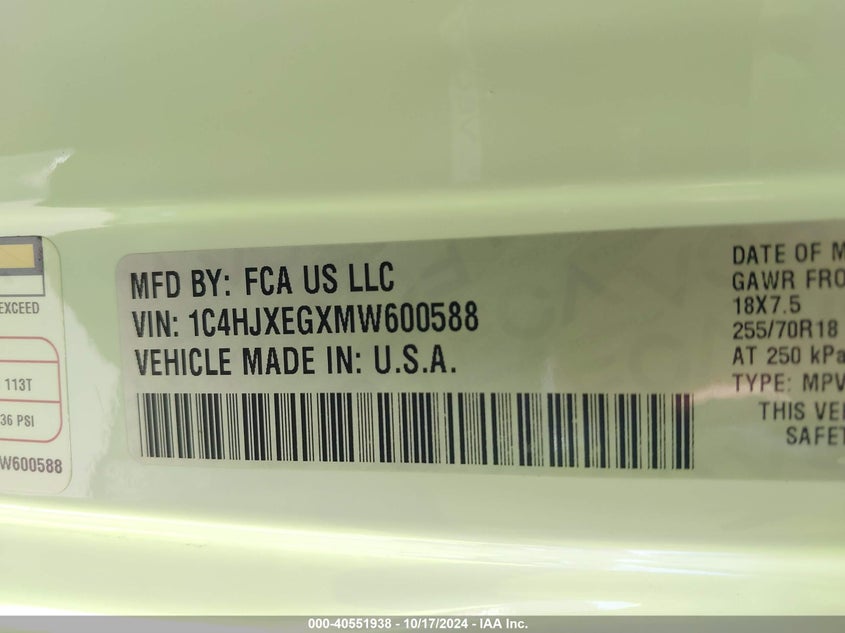 EXCEED
113T
36 PSI
W600588
MFD BY: FCA US LLC
VIN: 1C4HJXEGXMW600588
VEHICLE MADE IN: U.S.A.
DATE OF M
GAWR FRO
18X7.5
255/70R18
AT 250 kPa
TYPE: MPV
THIS VE
SAFET
000-40551938 - 10/17/2024 - IAA Inc.